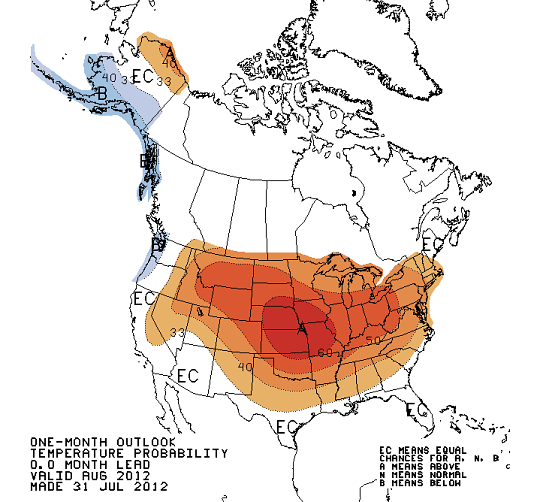 A
40
EC
40
33
33
B
B
B
EC
EC
A
33
60
50
40
EC
EC
EC
ONE-MONTH OUTLOOK
TEMPERATURE PROBABILITY
0.0 MONTH LEAD
VALID AUG 2012
MADE 31 JUL 2012
EC MEANS EQUAL
CHANCES FOR A, N, B
A MEANS ABOVE
N MEANS NORMAL
B MEANS BELOW